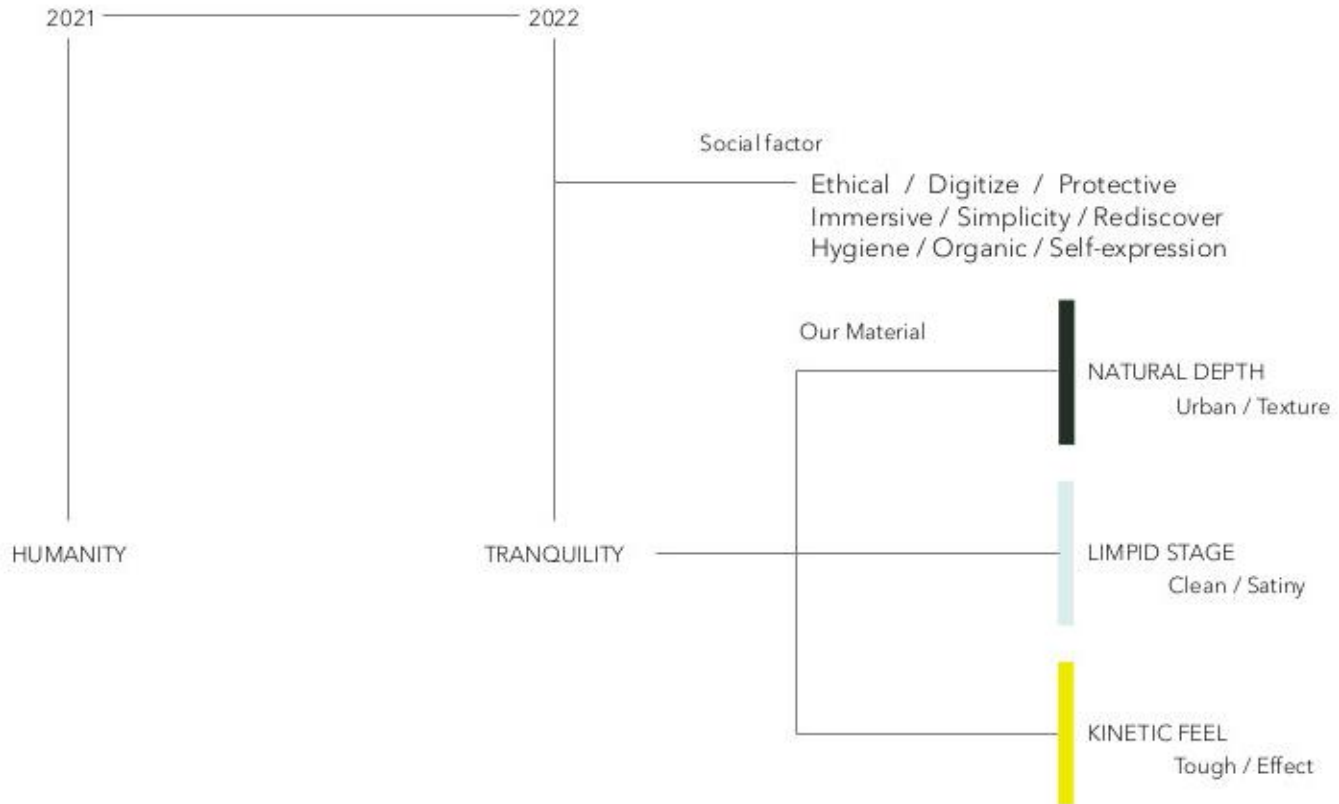 2021
2022
Social factor
Ethical / Digitize / Protective
Immersive / Simplicity / Rediscover
Hygiene / Organic / Self-expression
Our Material
NATURAL DEPTH
Urban / Texture
HUMANITY
TRANQUILITY
LIMPID STAGE
Clean / Satiny
KINETIC FEEL
Tough / Effect